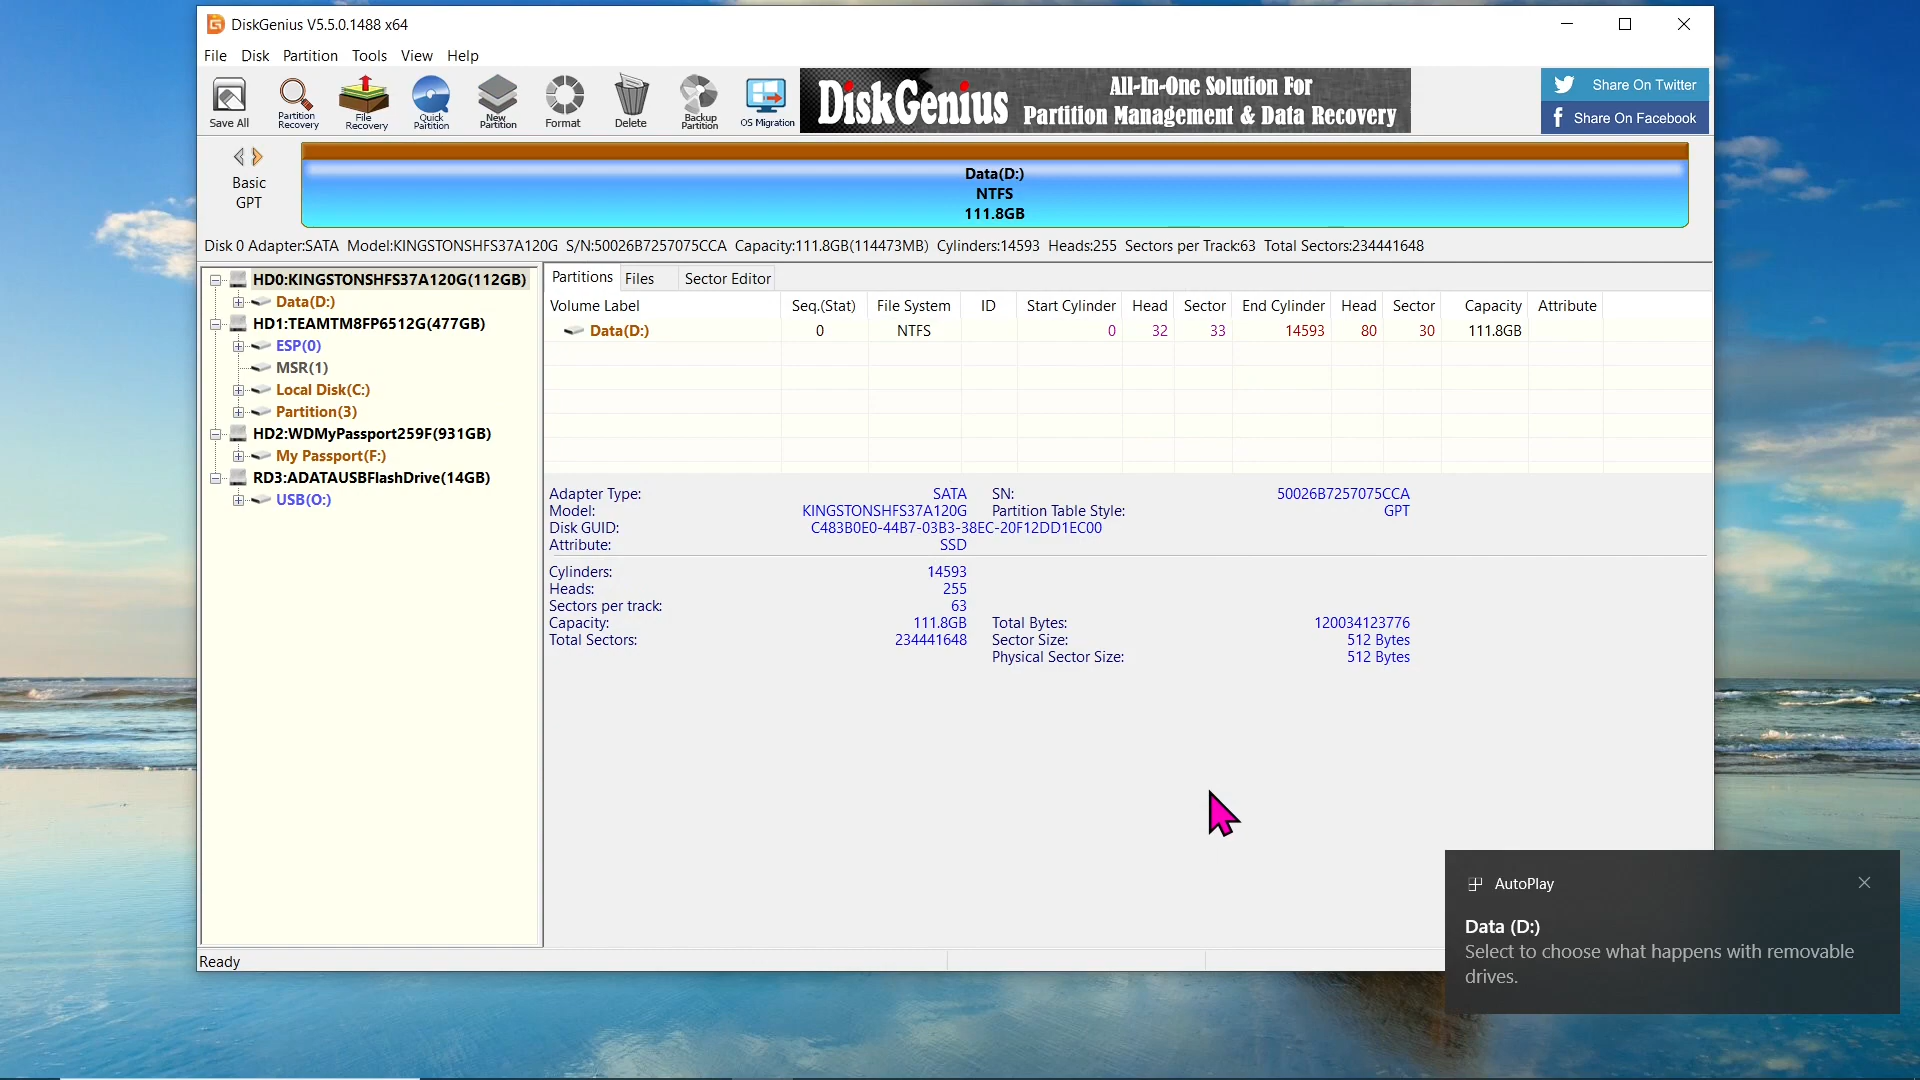 DiskGenius V5.5.0.1488 x64
File Disk Partition Tools View Help
Save All
Partition Recovery
File Recovery
Quick Partition
New Partition
Format
Delete
Backup Partition
OS Migration
DiskGenius
All-In-One Solution For
Partition Management & Data Recovery
Share On Twitter
Share On Facebook
Basic
GPT
Data(D:)
NTFS
111.8GB
Disk 0 Adapter:SATA Model:KINGSTONSHFS37A120G S/N:50026B7257075CCA Capacity:111.8GB(114473MB) Cylinders:14593 Heads:255 Sectors per Track:63 Total Sectors:234441648
HD0:KINGSTONSHFS37A120G(112GB)
Data(D:)
HD1:TEAMTM8FP6512G(477GB)
ESP(0)
MSR(1)
Local Disk(C:)
Partition(3)
HD2:WDMyPassport259F(931GB)
My Passport(F:)
RD3:ADATAUSBFlashDrive(14GB)
USB(O:)
Partitions Files Sector Editor
Volume Label Seq.(Stat) File System ID Start Cylinder Head Sector End Cylinder Head Sector Capacity Attribute
Data(D:) 0 NTFS 0 32 33 14593 80 30 111.8GB
Adapter Type: SATA SN: 50026B7257075CCA
Model: KINGSTONSHFS37A120G Partition Table Style: GPT
Disk GUID: C483B0E0-44B7-03B3-38EC-20F12DD1EC00
Attribute: SSD
Cylinders: 14593
Heads: 255
Sectors per track: 63
Capacity: 111.8GB Total Bytes: 120034123776
Total Sectors: 234441648 Sector Size: 512 Bytes
Physical Sector Size: 512 Bytes
Ready
AutoPlay
Data (D:)
Select to choose what happens with removable
drives.